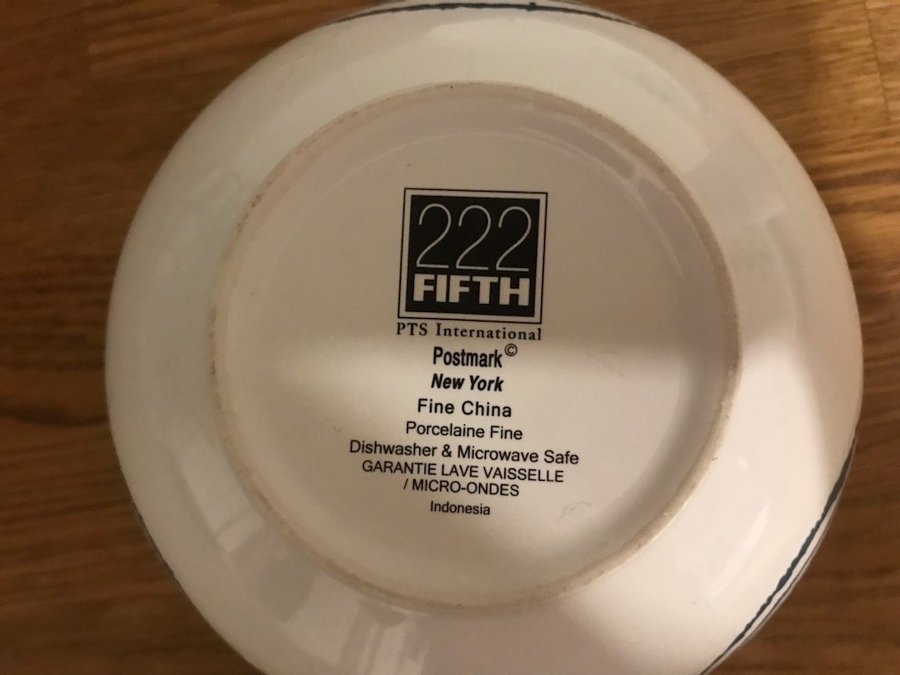 222
FIFTH
PTS International
Postmark©
New York
Fine China
Porcelaine Fine
Dishwasher & Microwave Safe
GARANTIE LAVE VAISSELLE
/ MICRO-ONDES
Indonesia